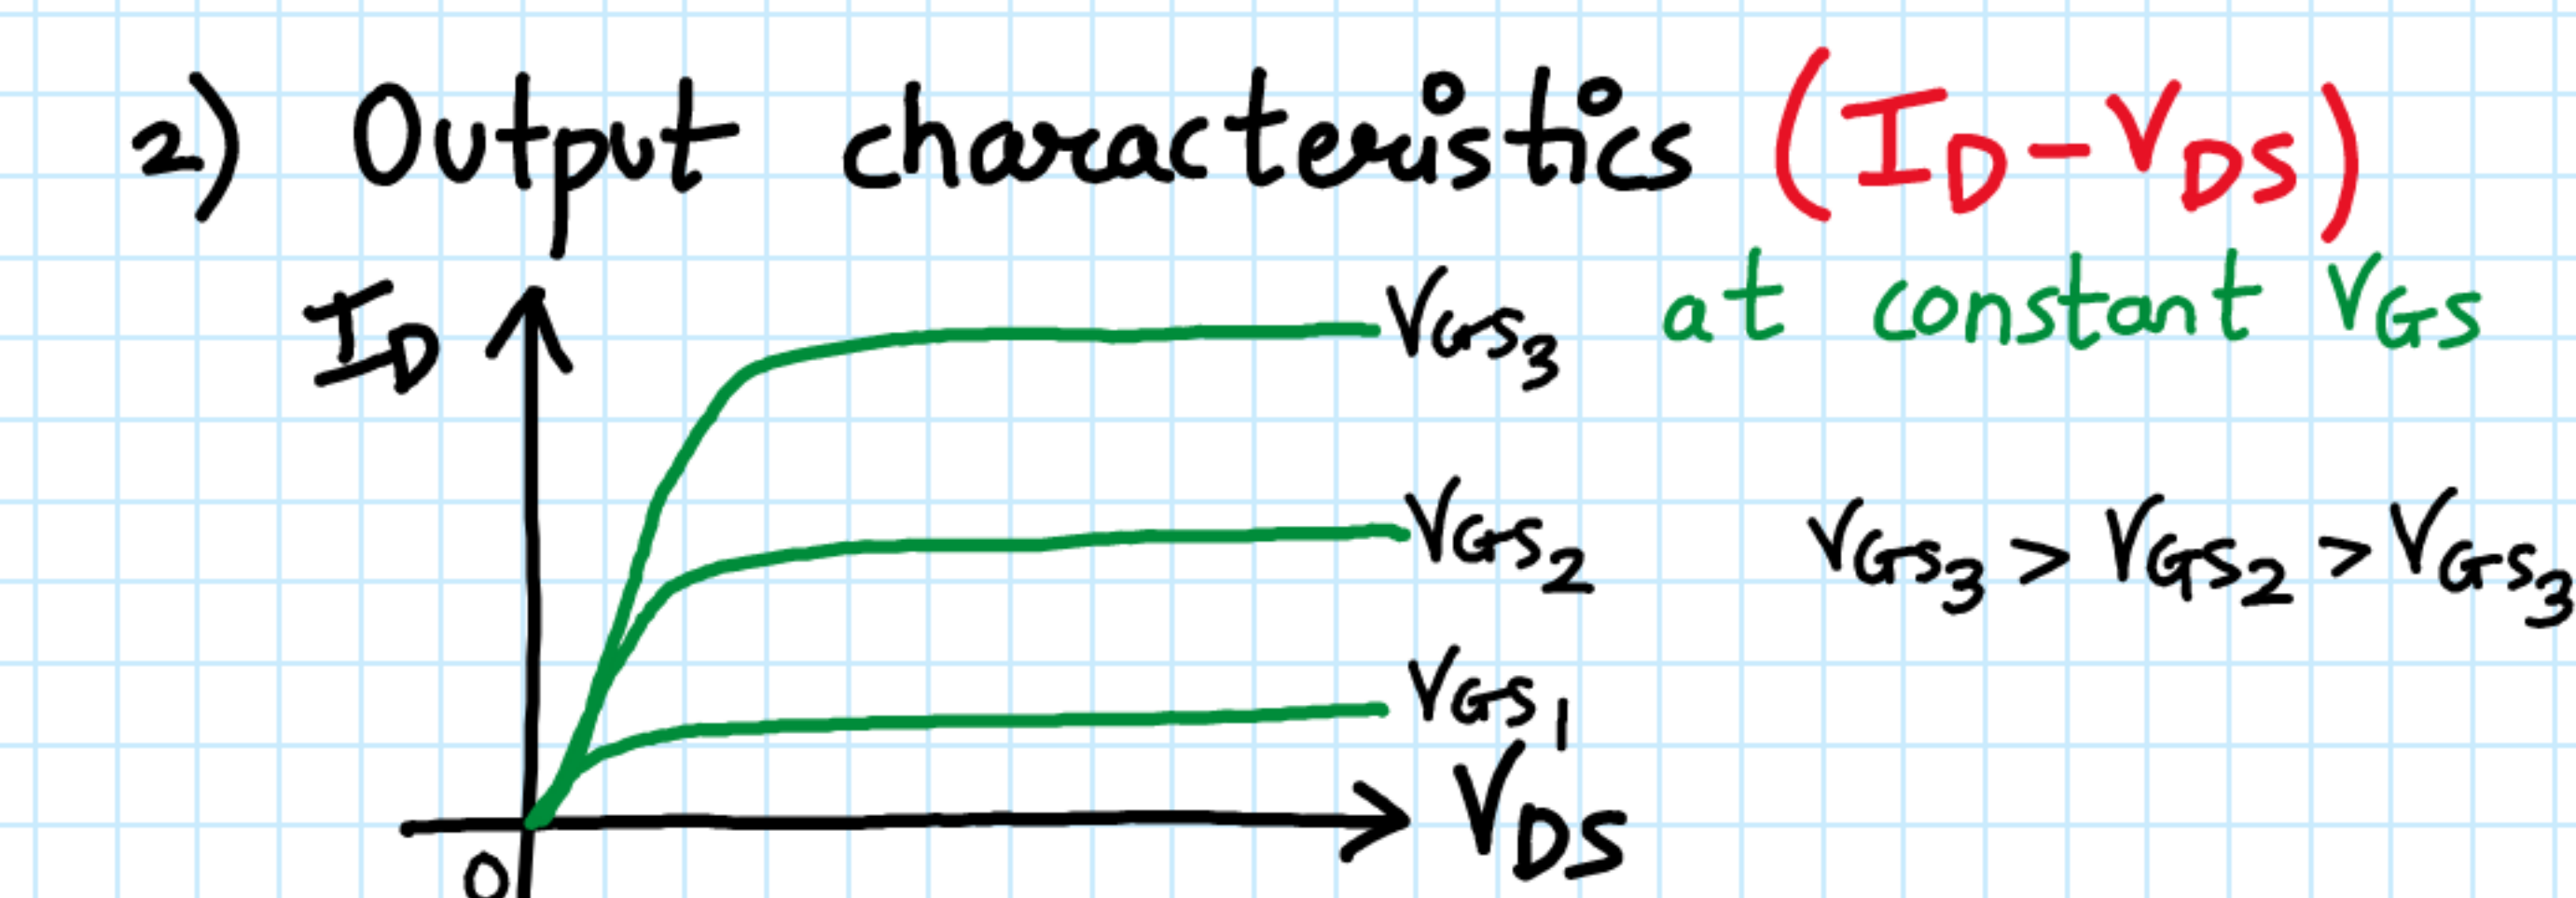 2) Output characteristics (ID-VDS)
at constant VGS
ID
VGS3
VGS2
VGS3 > VGS2 > VGS3
VGS1
VDS
0